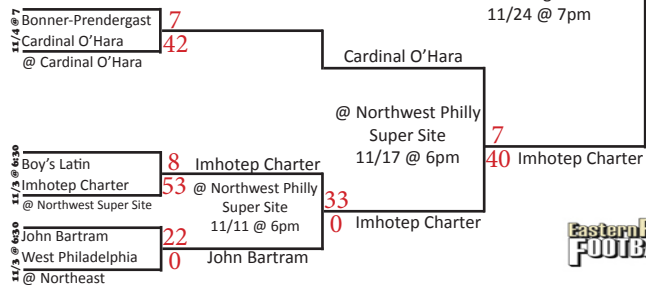 11/24 @ 7pm
11/4 @ 7
Bonner-Prendergast
7
Cardinal O’Hara
42
@ Cardinal O’Hara
Cardinal O’Hara
@ Northwest Philly
Super Site
11/17 @ 6pm
7
40
Imhotep Charter
11/3 @ 6:30
Boy’s Latin
8
Imhotep Charter
53
@ Northwest Super Site
Imhotep Charter
@ Northwest Philly
Super Site
11/11 @ 6pm
33
0
Imhotep Charter
11/3 @ 6:30
John Bartram
22
West Philadelphia
0
@ Northeast
John Bartram
Eastern